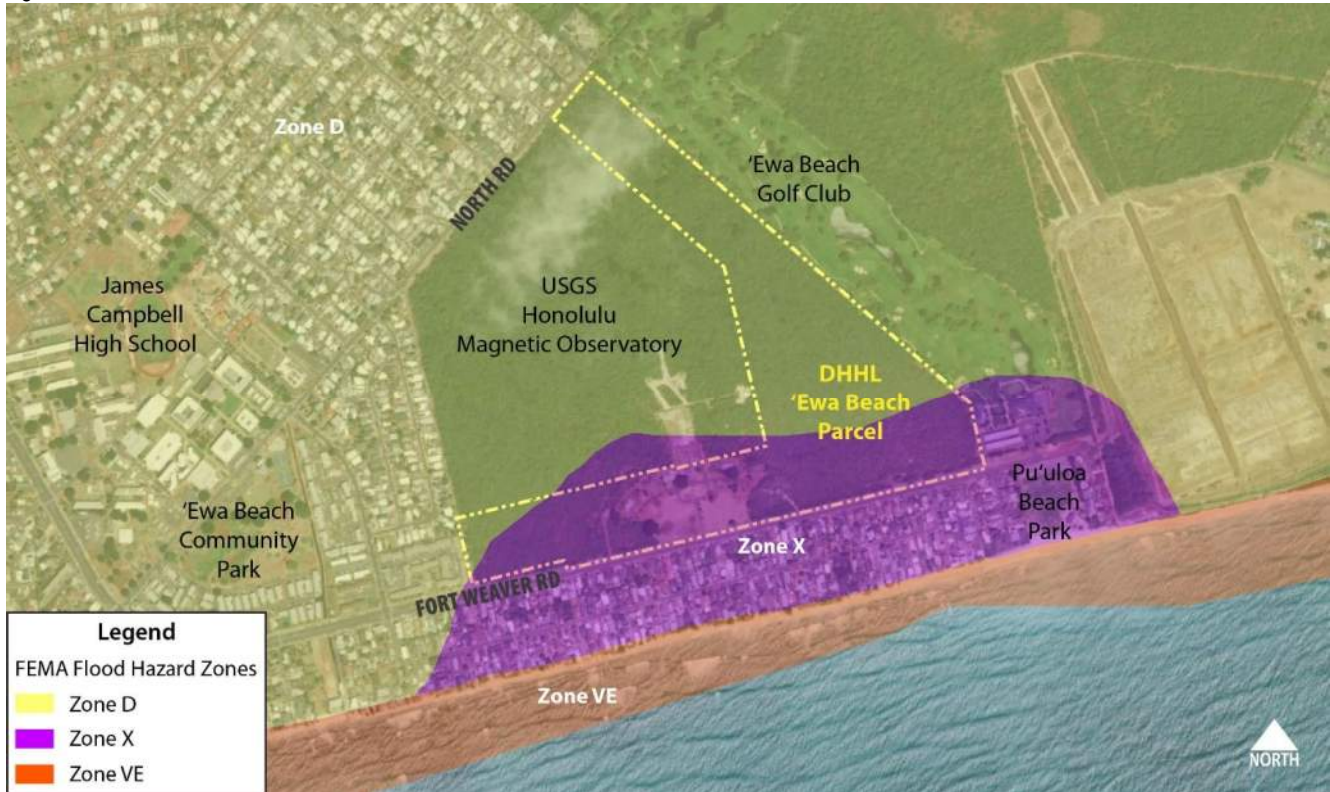 Zone D
NORTH RD
'Ewa Beach
Golf Club
James
Campbell
High School
USGS
Honolulu
Magnetic Observatory
DHHL
'Ewa Beach
Parcel
Pu'uloa
Beach
Park
'Ewa Beach
Community
Park
Zone X
FORT WEAVER RD
Zone VE
Legend
FEMA Flood Hazard Zones
Zone D
Zone X
Zone VE
NORTH